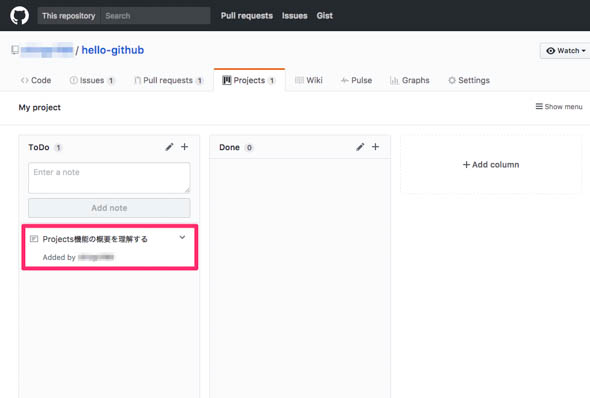 This repository Search Pull requests Issues Gist
/ hello-github Watch
Code Issues 1 Pull requests 1 Projects 1 Wiki Pulse Graphs Settings
My project Show menu
ToDo 1 Done 0 Add column
Enter a note
Add note
Projects機能の概要を理解する
Added by